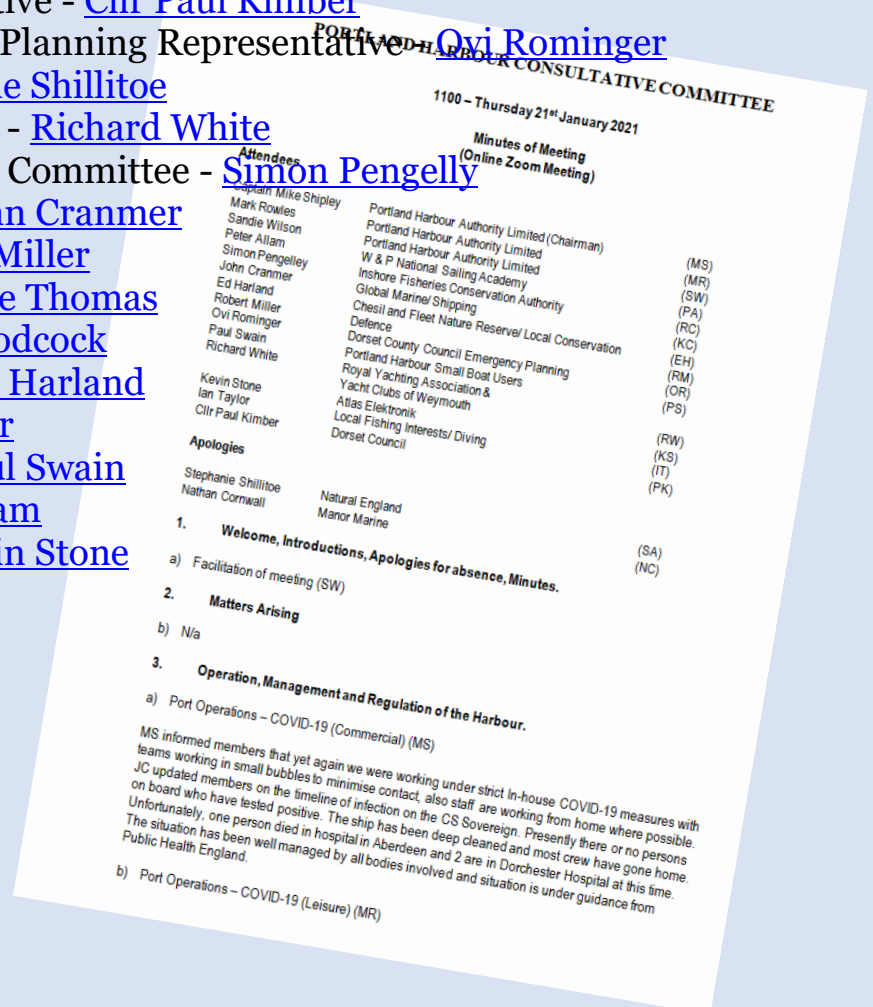 tive - Cllr Paul Kimber
Planning Representative - Ovi Rominger
e Shillitoe
- Richard White
Committee - Simon Pengelly
nn Cranmer
Miller
e Thomas
odcock
Harland
r
ul Swain
am
in Stone
PORTLAND HARBOUR CONSULTATIVE COMMITTEE
1100 – Thursday 21st January 2021
Minutes of Meeting
(Online Zoom Meeting)
Attendees
Captain Mike Shipley Portland Harbour Authority Limited (Chairman) (MS)
Mark Rowles Portland Harbour Authority Limited (MR)
Sandie Wilson Portland Harbour Authority Limited (SW)
Peter Allam W & P National Sailing Academy (PA)
Simon Pengelley Inshore Fisheries Conservation Authority (RC)
John Cranmer Global Marine/ Shipping (KC)
Ed Harland Chesil and Fleet Nature Reserve/ Local Conservation (EH)
Robert Miller Defence (RM)
Ovi Rominger Dorset County Council Emergency Planning (OR)
Paul Swain Portland Harbour Small Boat Users (PS)
Richard White Royal Yachting Association &
Yacht Clubs of Weymouth (RW)
Kevin Stone Atlas Elektronik (KS)
Ian Taylor Local Fishing Interests/ Diving (IT)
Cllr Paul Kimber Dorset Council (PK)
Apologies
Stephanie Shillitoe Natural England (SA)
Nathan Cornwall Manor Marine (NC)
1. Welcome, Introductions, Apologies for absence, Minutes.
a) Facilitation of meeting (SW)
2. Matters Arising
b) N/a
3. Operation, Management and Regulation of the Harbour.
a) Port Operations – COVID-19 (Commercial) (MS)
MS informed members that yet again we were working under strict In-house COVID-19 measures with
teams working in small bubbles to minimise contact, also staff are working from home where possible.
JC updated members on the timeline of infection on the CS Sovereign. Presently there or no persons
on board who have tested positive. The ship has been deep cleaned and most crew have gone home.
Unfortunately, one person died in hospital in Aberdeen and 2 are in Dorchester Hospital at this time.
The situation has been well managed by all bodies involved and situation is under guidance from
Public Health England.
b) Port Operations – COVID-19 (Leisure) (MR)